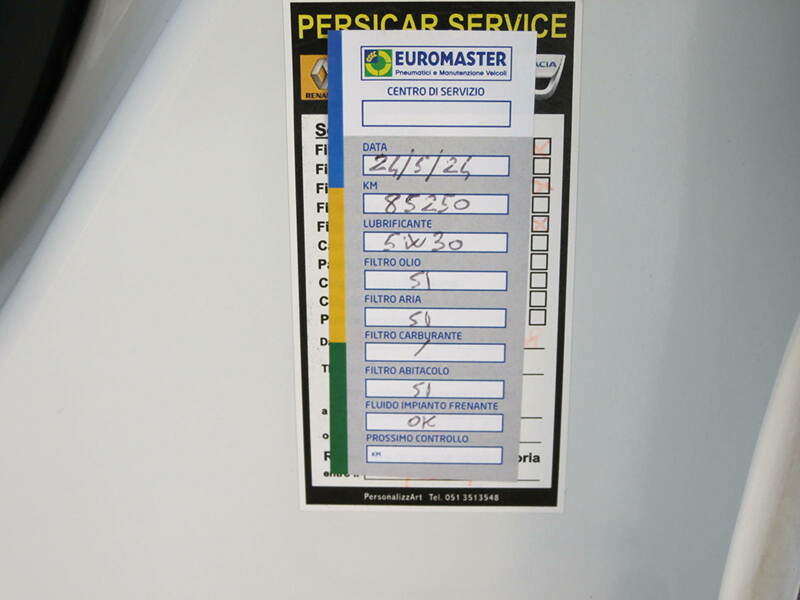 PERSICAR SERVICE
EUROMASTER
Pneumatici e Manutenzione Veicoli
CENTRO DI SERVIZIO
DATA
24/5/24
KM
85250
LUBRIFICANTE
5W30
FILTRO OLIO
SI
FILTRO ARIA
SI
FILTRO CARBURANTE
/
FILTRO ABITACOLO
SI
FLUIDO IMPIANTO FRENANTE
OK
PROSSIMO CONTROLLO
KM
PersonalizzArt Tel. 051 3513548